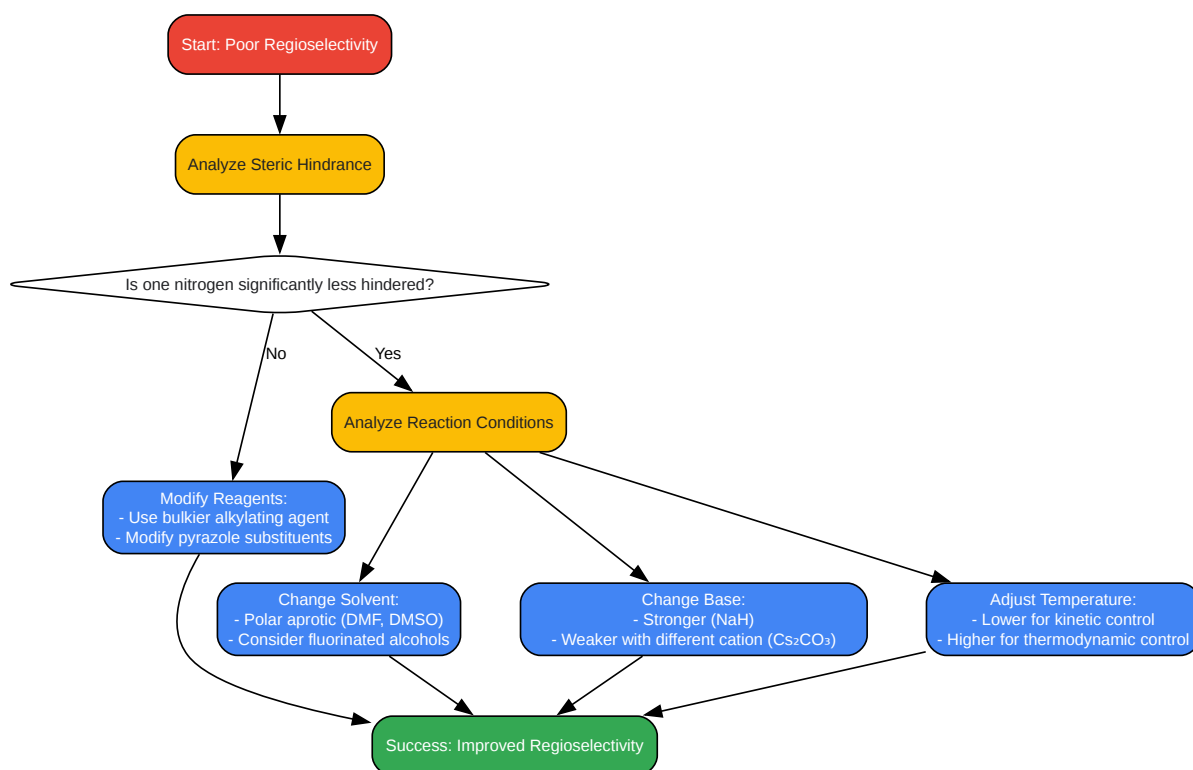 Start: Poor Regioselectivity
Analyze Steric Hindrance
Is one nitrogen significantly less hindered?
No
Yes
Analyze Reaction Conditions
Modify Reagents:
- Use bulkier alkylating agent
- Modify pyrazole substituents
Change Solvent:
- Polar aprotic (DMF, DMSO)
- Consider fluorinated alcohols
Change Base:
- Stronger (NaH)
- Weaker with different cation (Cs₂CO₃)
Adjust Temperature:
- Lower for kinetic control
- Higher for thermodynamic control
Success: Improved Regioselectivity